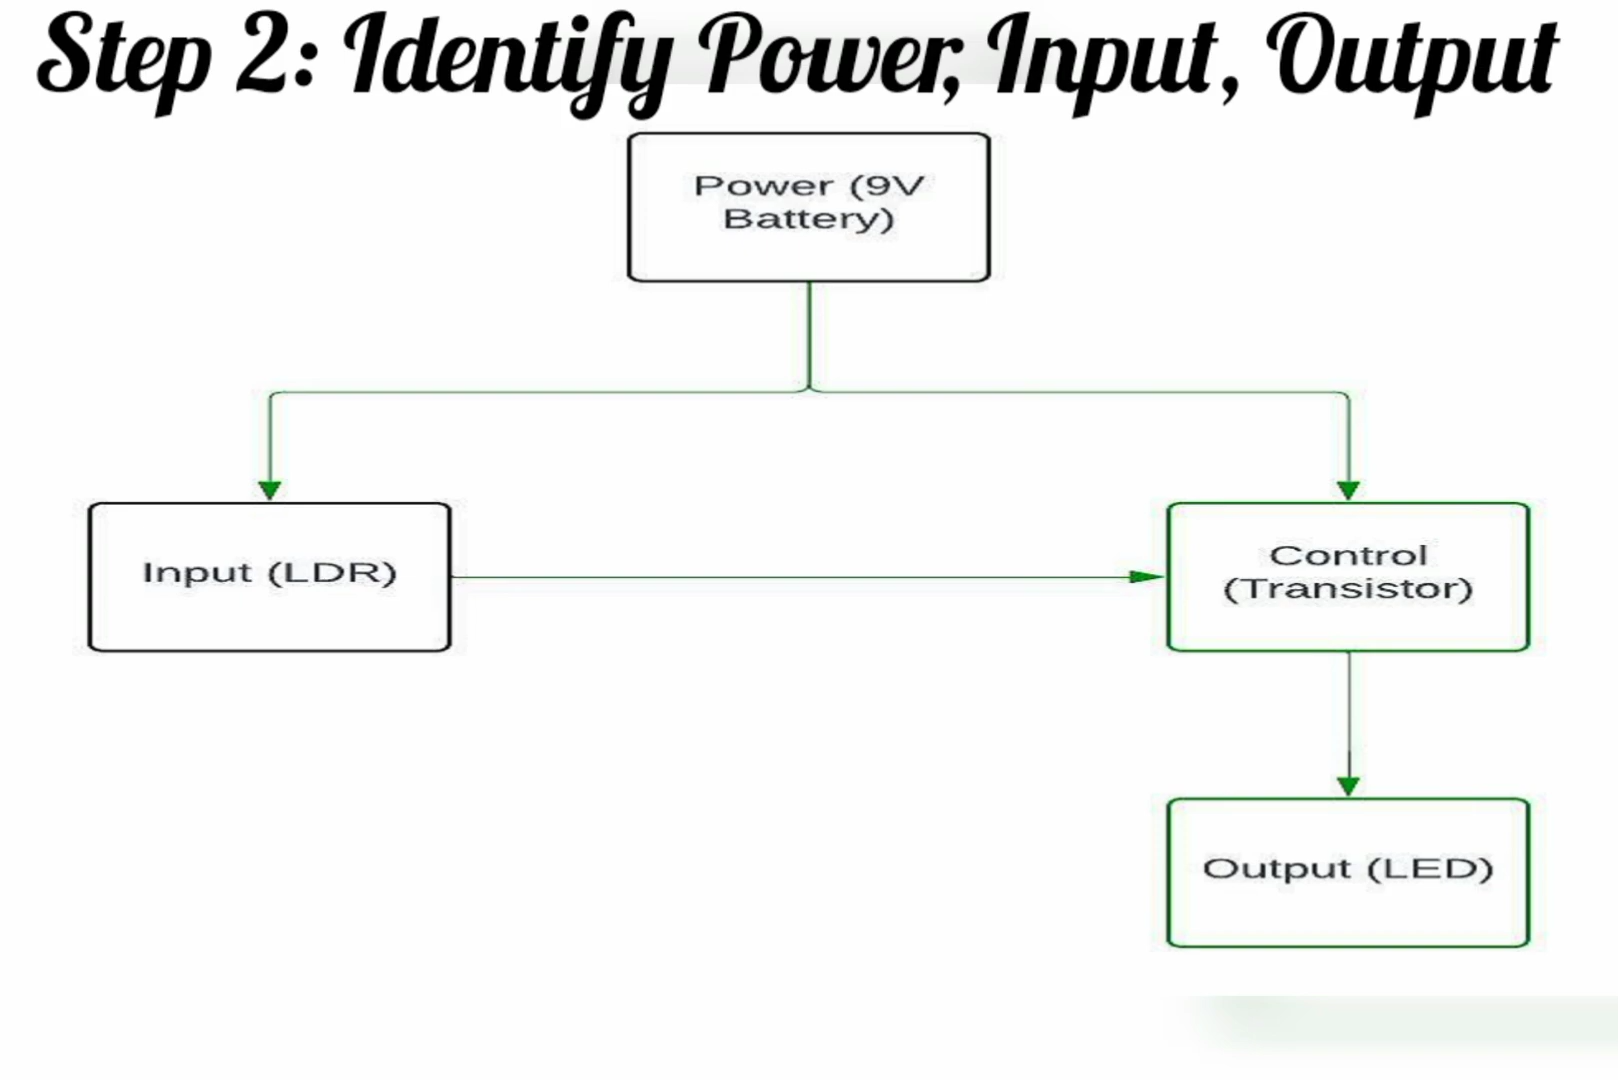 Step 2: Identify Power, Input, Output
Power (9V
Battery)
Input (LDR)
Control
(Transistor)
Output (LED)